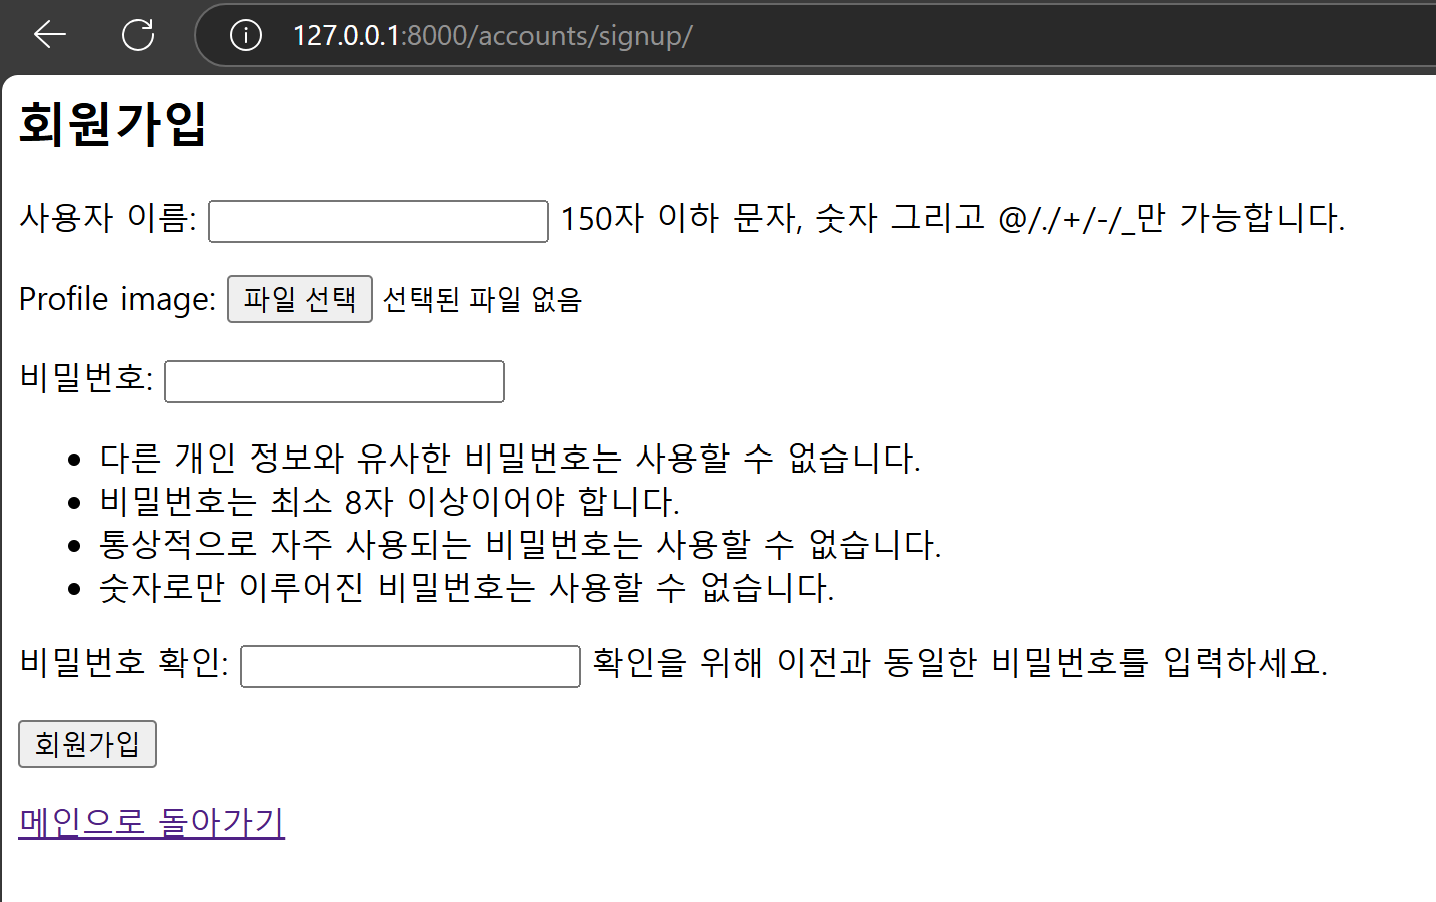 127.0.0.1:8000/accounts/signup/
회원가입
사용자 이름: 150자 이하 문자, 숫자 그리고 @/./+/-/_만 가능합니다.
Profile image: 파일 선택 선택된 파일 없음
비밀번호:
다른 개인 정보와 유사한 비밀번호는 사용할 수 없습니다.
비밀번호는 최소 8자 이상이어야 합니다.
통상적으로 자주 사용되는 비밀번호는 사용할 수 없습니다.
숫자로만 이루어진 비밀번호는 사용할 수 없습니다.
비밀번호 확인: 확인을 위해 이전과 동일한 비밀번호를 입력하세요.
회원가입
메인으로 돌아가기